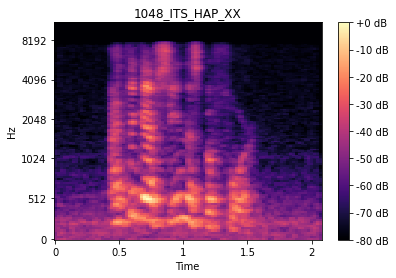 1048_ITS_HAP_XX
+0 dB
8192
-10 dB
4096
-20 dB
-30 dB
2048
Hz
-40 dB
1024
-50 dB
512
-60 dB
-70 dB
0
-80 dB
0 0.5 1 1.5 2
Time